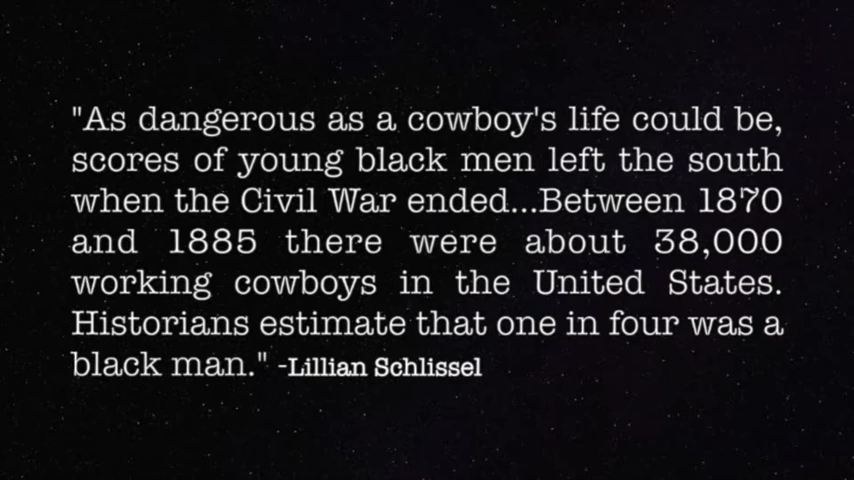 "As dangerous as a cowboy's life could be,
scores of young black men left the south
when the Civil War ended...Between 1870
and 1885 there were about 38,000
working cowboys in the United States.
Historians estimate that one in four was a
black man." -Lillian Schlissel